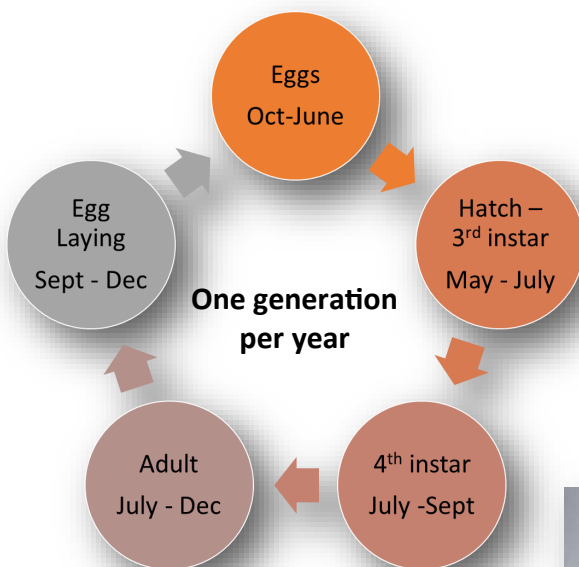 Eggs
Oct-June
Hatch –
3rd instar
May - July
4th instar
July -Sept
Adult
July - Dec
Egg
Laying
Sept - Dec
One generation
per year